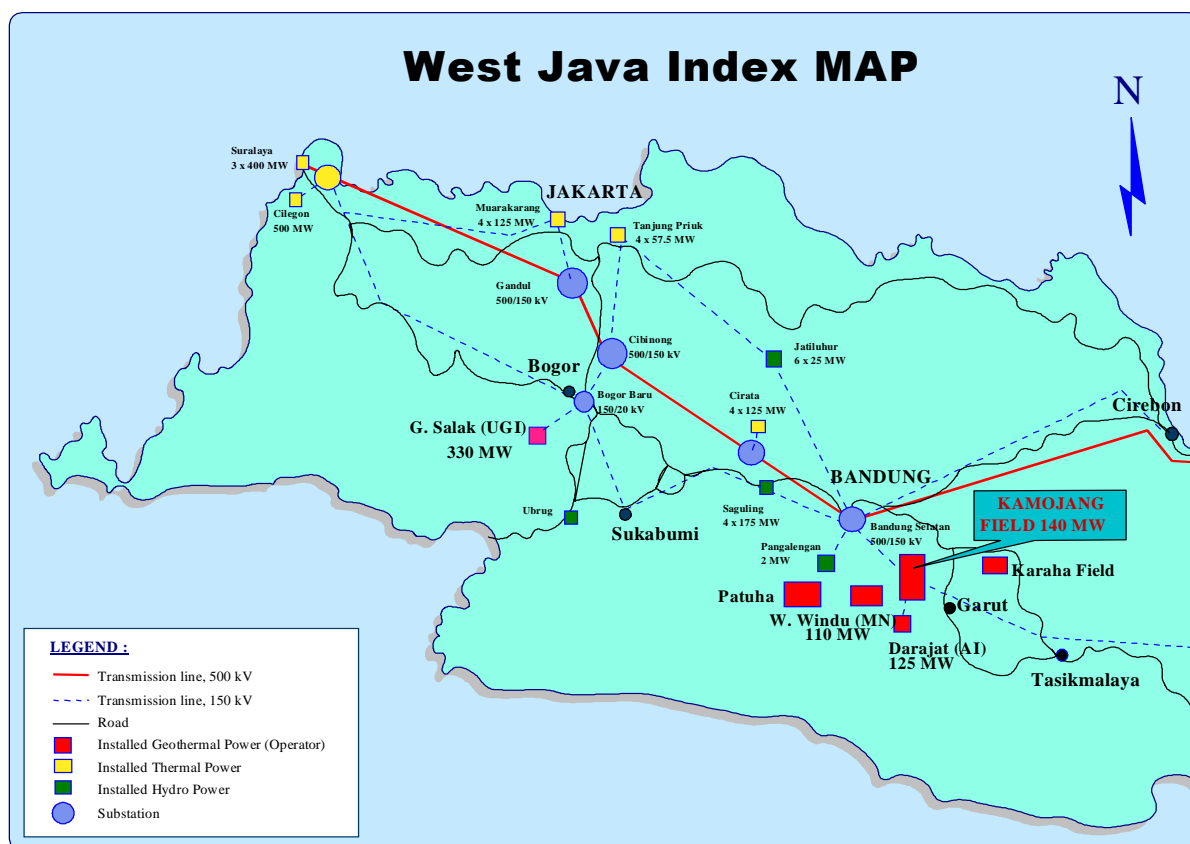 West Java Index MAP
N
Suralaya
3 x 400 MW
Cilegon
500 MW
JAKARTA
Muarakarang
4 x 125 MW
Tanjung Priuk
4 x 57.5 MW
Gandul
500/150 kV
Cibinong
500/150 kV
Jatiluhur
6 x 25 MW
Bogor
Bogor Baru
150/20 kV
Cirata
4 x 125 MW
Cirebon
G. Salak (UGI)
330 MW
BANDUNG
Ubrug
Sukabumi
Saguling
4 x 175 MW
Bandung Selatan
500/150 kV
KAMOJANG
FIELD 140 MW
Pangalengan
2 MW
Karaha Field
Patuha
W. Windu (MN)
110 MW
Garut
Darajat (AI)
125 MW
Tasikmalaya
LEGEND :
Transmission line, 500 kV
Transmission line, 150 kV
Road
Installed Geothermal Power (Operator)
Installed Thermal Power
Installed Hydro Power
Substation